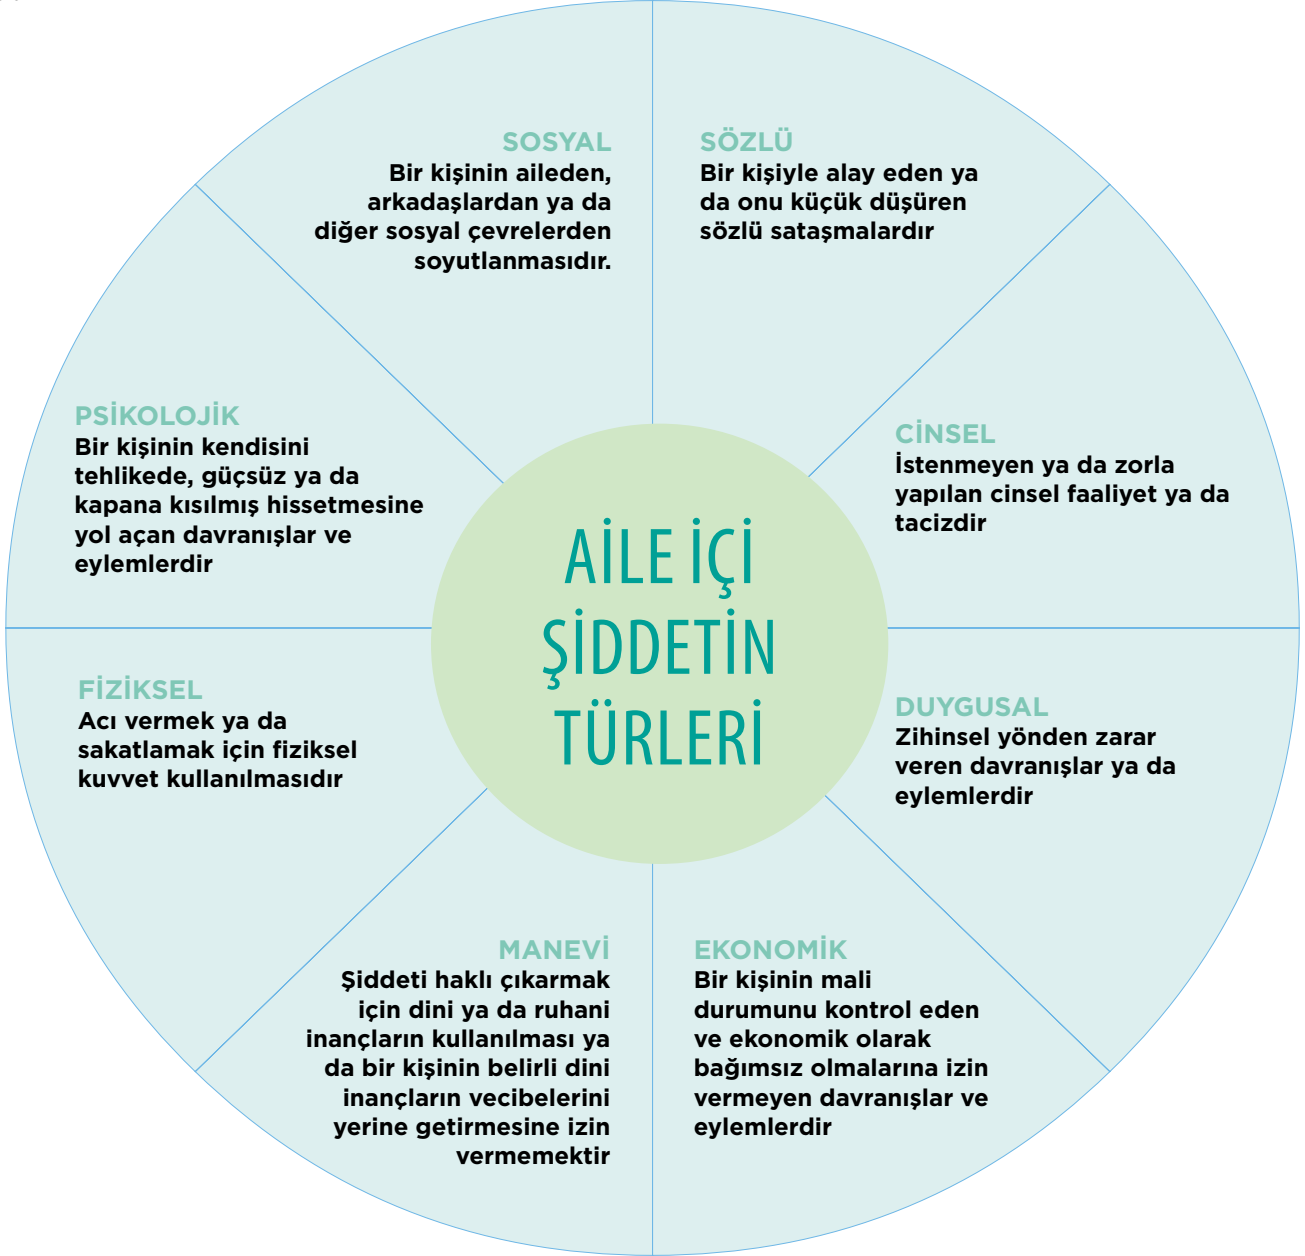 SOSYAL
Bir kişinin aileden,
arkadaşlardan ya da
diğer sosyal çevrelerden
soyutlanmasıdır.
SÖZLÜ
Bir kişiyle alay eden ya
da onu küçük düşüren
sözlü sataşmalardır
PSİKOLOJİK
Bir kişinin kendisini
tehlikede, güçsüz ya da
kapana kısılmış hissetmesine
yol açan davranışlar ve
eylemlerdir
CİNSEL
İstenmeyen ya da zorla
yapılan cinsel faaliyet ya da
tacizdir
AİLE İÇİ
ŞİDDETİN
TÜRLERİ
FİZİKSEL
Acı vermek ya da
sakatlamak için fiziksel
kuvvet kullanılmasıdır
DUYGUSAL
Zihinsel yönden zarar
veren davranışlar ya da
eylemlerdir
MANEVİ
Şiddeti haklı çıkarmak
için dini ya da ruhani
inançların kullanılması ya
da bir kişinin belirli dini
inançların vecibelerini
yerine getirmesine izin
vermemektir
EKONOMİK
Bir kişinin mali
durumunu kontrol eden
ve ekonomik olarak
bağımsız olmalarına izin
vermeyen davranışlar ve
eylemlerdir